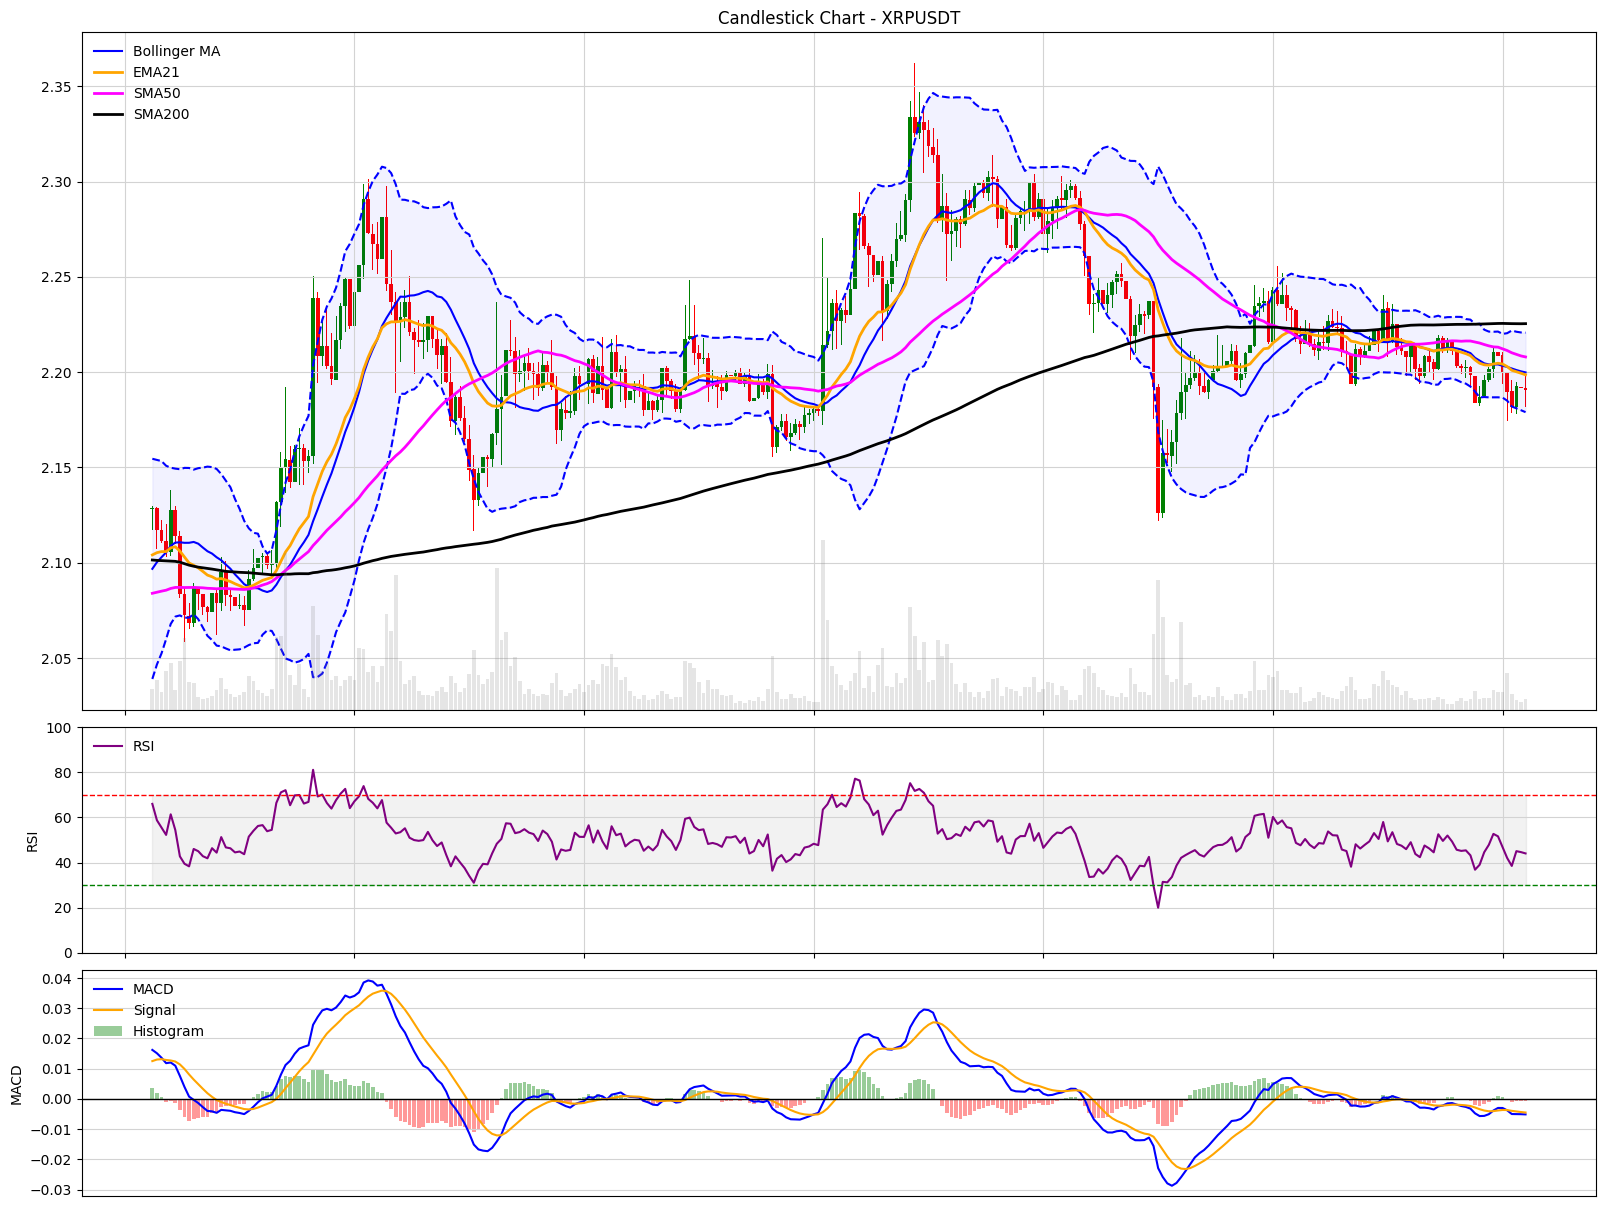 Candlestick Chart - XRPUSDT
Bollinger MA
EMA21
SMA50
SMA200
2.35
2.30
2.25
2.20
2.15
2.10
2.05
RSI
RSI
100
80
60
40
20
0
MACD
Signal
Histogram
MACD
0.04
0.03
0.02
0.01
0.00
−0.01
−0.02
−0.03